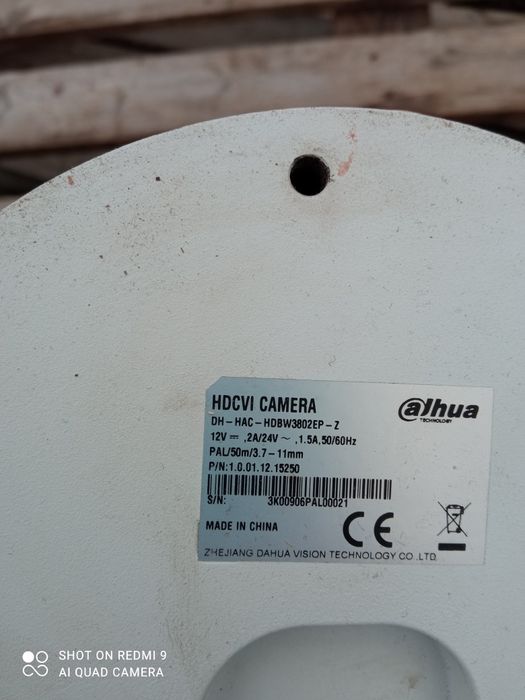 HDCVI CAMERA
alhua
TECHNOLOGY
DH-HAC-HDBW3802EP-Z
12V ⎓ ,2A/24V ~ ,1.5A,50/60Hz
PAL/50m/3.7-11mm
P/N:1.0.01.12.15250
S/N: 3K00906PAL00021
MADE IN CHINA
CE
ZHEJIANG DAHUA VISION TECHNOLOGY CO.,LTD.
SHOT ON REDMI 9
AI QUAD CAMERA